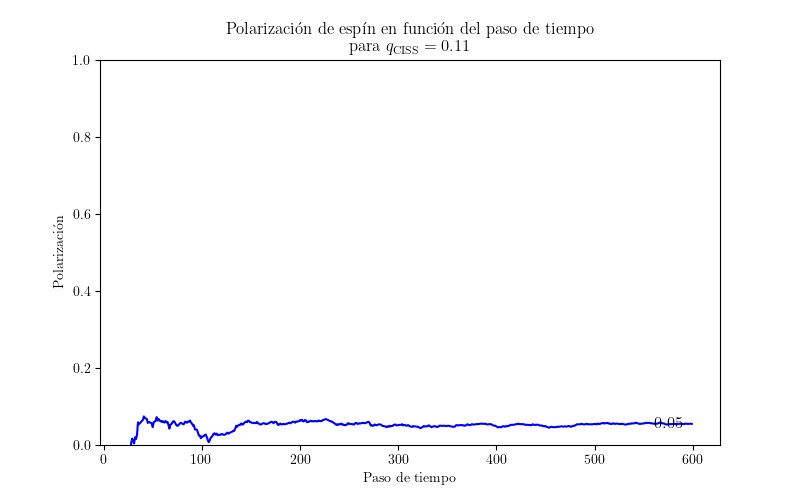 Polarización de espín en función del paso de tiempo
para q_CISS = 0.11
1.0
0.8
0.6
0.4
0.2
0.0
Polarización
0.05
0 100 200 300 400 500 600
Paso de tiempo